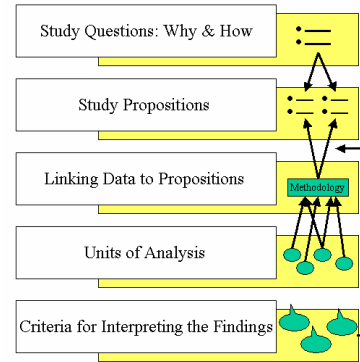 Study Questions: Why & How
Study Propositions
Linking Data to Propositions
Methodology
Units of Analysis
Criteria for Interpreting the Findings